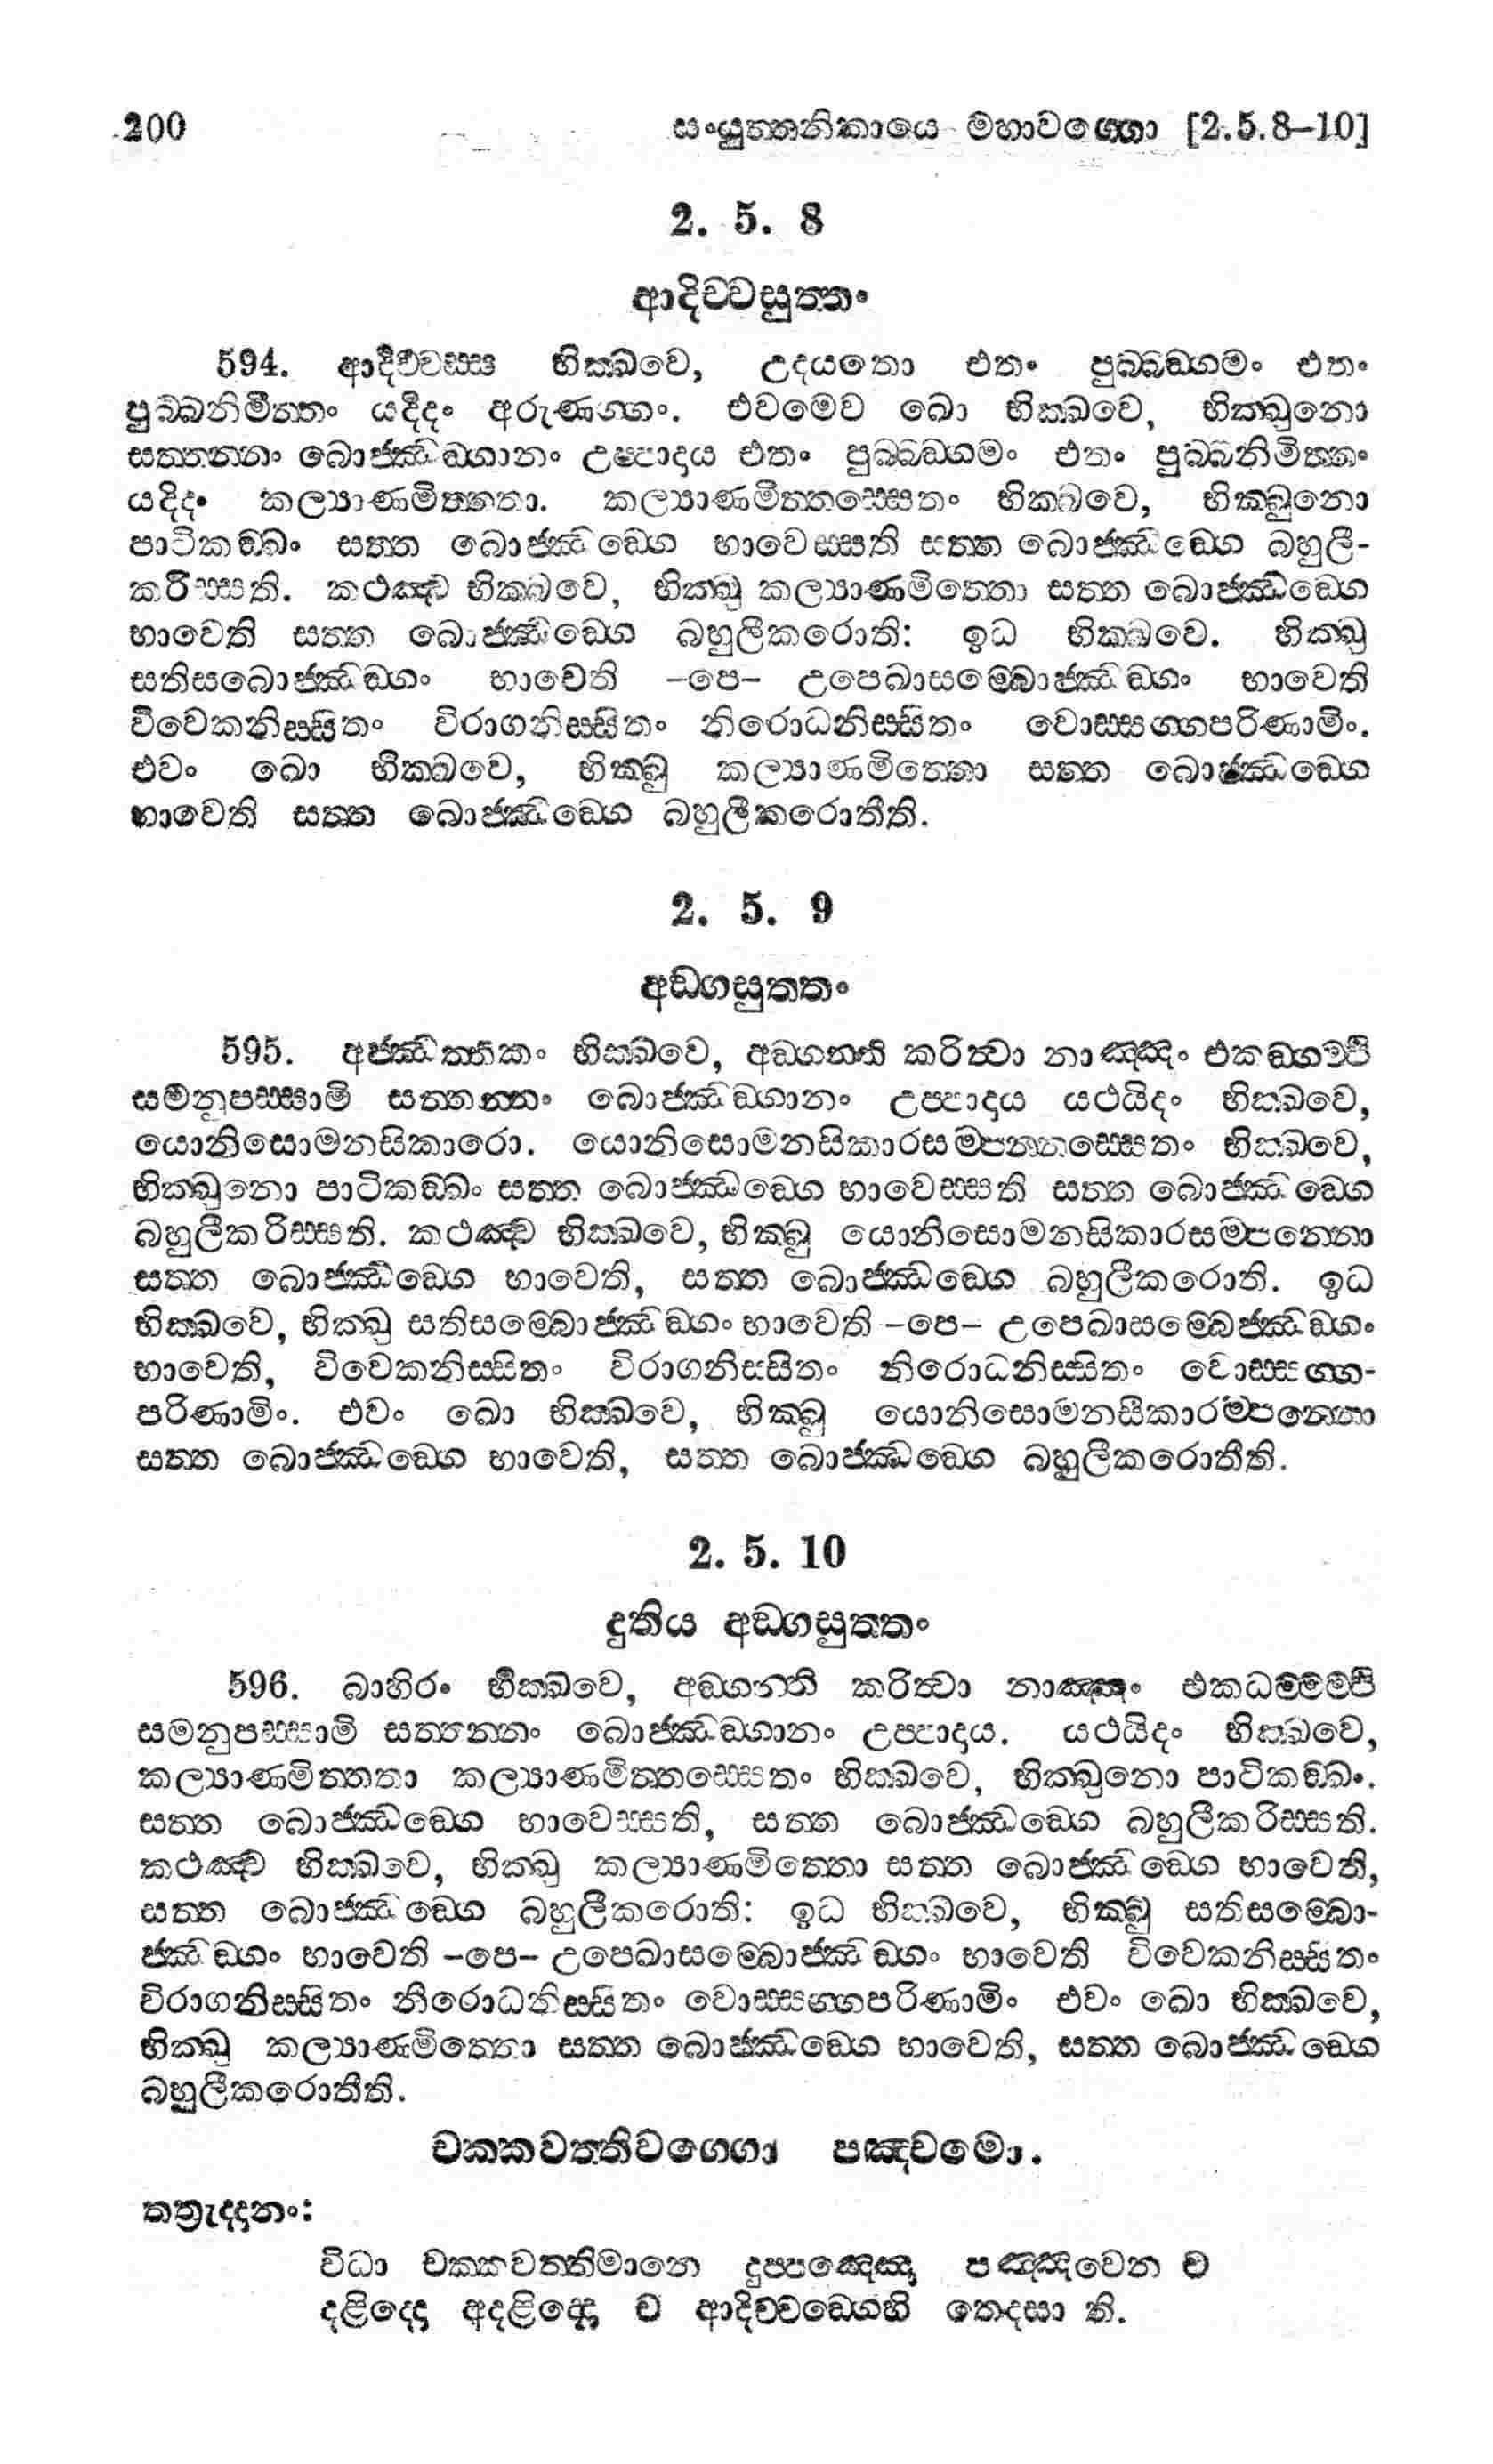 200 සංයුත්තනිකායෙ මහාවග්ගො [2.5.8–10]
2. 5. 8
ආදිච්චසුත්තං
594. ආදිච්චස්ස භික්ඛවෙ, උදයතො එතං පුබ්බඞ්ගමං එතං
පුබ්බනිමිත්තං යදිදං අරුණග්ගං. එවමෙව ඛො භික්ඛවෙ, භික්ඛුනො
සත්තන්නං බොජ්ඣඞ්ගානං උප්පාදාය එතං පුබ්බඞ්ගමං එතං පුබ්බනිමිත්තං
යදිදං කල්‍යාණමිත්තතා. කල්‍යාණමිත්තස්සෙතං භික්ඛවෙ, භික්ඛුනො
පාටිකඞ්ඛං සත්ත බොජ්ඣඞ්ගෙ භාවෙස්සති සත්ත බොජ්ඣඞ්ගෙ බහුලී-
කරිස්සති. කථඤ්ච භික්ඛවෙ, භික්ඛු කල්‍යාණමිත්තො සත්ත බොජ්ඣඞ්ගෙ
භාවෙති සත්ත බොජ්ඣඞ්ගෙ බහුලීකරොති: ඉධ භික්ඛවෙ. භික්ඛු
සතිසබොජ්ඣඞ්ගං භාවෙති –පෙ– උපෙඛාසම්බොජ්ඣඞ්ගං භාවෙති
විවෙකනිස්සිතං විරාගනිස්සිතං නිරොධනිස්සිතං වොස්සග්ගපරිණාමිං.
එවං ඛො භික්ඛවෙ, භික්ඛු කල්‍යාණමිත්තො සත්ත බොජ්ඣඞ්ගෙ
භාවෙති සත්ත බොජ්ඣඞ්ගෙ බහුලීකරොතීති.
2. 5. 9
අඞ්ගසුත්තං
595. අජ්ඣත්තිකං භික්ඛවෙ, අඞ්ගන්ති කරිත්වා නාඤ්ඤං එකඞ්ගම්පි
සමනුපස්සාමි සත්තන්නං බොජ්ඣඞ්ගානං උප්පාදාය යථයිදං භික්ඛවෙ,
යොනිසොමනසිකාරො. යොනිසොමනසිකාරසම්පන්නස්සෙතං භික්ඛවෙ,
භික්ඛුනො පාටිකඞ්ඛං සත්ත බොජ්ඣඞ්ගෙ භාවෙස්සති සත්ත බොජ්ඣඞ්ගෙ
බහුලීකරිස්සති. කථඤ්ච භික්ඛවෙ, භික්ඛු යොනිසොමනසිකාරසම්පන්නො
සත්ත බොජ්ඣඞ්ගෙ භාවෙති, සත්ත බොජ්ඣඞ්ගෙ බහුලීකරොති. ඉධ
භික්ඛවෙ, භික්ඛු සතිසම්බොජ්ඣඞ්ගං භාවෙති –පෙ– උපෙඛාසම්බෙජ්ඣඞ්ගං
භාවෙති, විවෙකනිස්සිතං විරාගනිස්සිතං නිරොධනිස්සිතං වොස්සග්ග-
පරිණාමිං. එවං ඛො භික්ඛවෙ, භික්ඛු යොනිසොමනසිකාරම්පන්නො
සත්ත බොජ්ඣඞ්ගෙ භාවෙති, සත්ත බොජ්ඣඞ්ගෙ බහුලීකරොතීති.
2. 5. 10
දුතිය අඞ්ගසුත්තං
596. බාහිරං භික්ඛවෙ, අඞ්ගන්ති කරිත්වා නාඤ්ඤං එකධම්මම්පි
සමනුපස්සාමි සත්තන්නං බොජ්ඣඞ්ගානං උප්පාදාය. යථයිදං භික්ඛවෙ,
කල්‍යාණමිත්තතා කල්‍යාණමිත්තස්සෙතං භික්ඛවෙ, භික්ඛුනො පාටිකඞ්ඛං.
සත්ත බොජ්ඣඞ්ගෙ භාවෙස්සති, සත්ත බොජ්ඣඞ්ගෙ බහුලීකරිස්සති.
කථඤ්ච භික්ඛවෙ, භික්ඛු කල්‍යාණමිත්තො සත්ත බොජ්ඣඞ්ගෙ භාවෙති,
සත්ත බොජ්ඣඞ්ගෙ බහුලීකරොති: ඉධ භික්ඛවෙ, භික්ඛු සතිසම්බො-
ජ්ඣඞ්ගං භාවෙති –පෙ– උපෙඛාසම්බොජ්ඣඞ්ගං භාවෙති විවෙකනිස්සිතං
විරාගනිස්සිතං නිරොධනිස්සිතං වොස්සග්ගපරිණාමිං එවං ඛො භික්ඛවෙ,
භික්ඛු කල්‍යාණමිත්තො සත්ත බොජ්ඣඞ්ගෙ භාවෙති, සත්ත බොජ්ඣඞ්ගෙ
බහුලීකරොතීති.
චක්කවත්තිවග්ගො පඤ්චමො.
තත්‍රුද්දානං:
විධා චක්කවත්තිමානෙ දුප්පඤ්ඤෙ පඤ්ඤවෙන ච
දළිද්දො අදළිද්දො ච ආදිච්චඞ්ගෙහි තෙදසා ති.